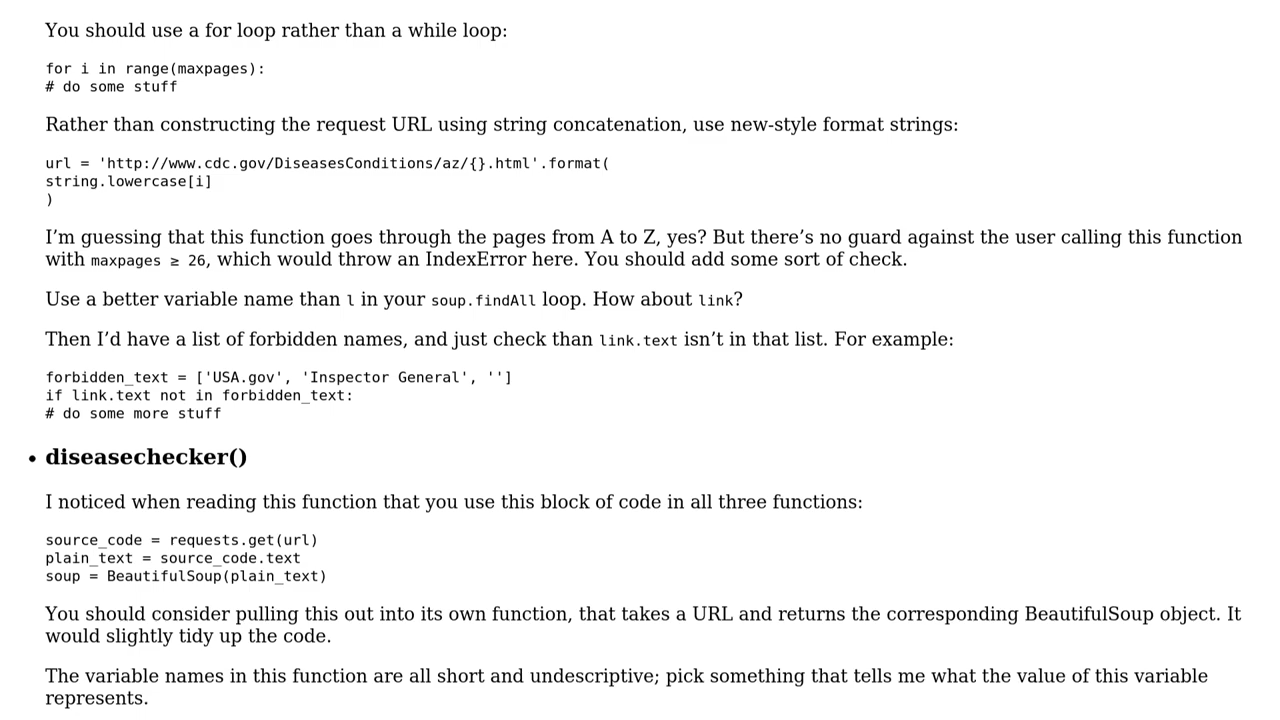 You should use a for loop rather than a while loop:
for i in range(maxpages):
# do some stuff
Rather than constructing the request URL using string concatenation, use new-style format strings:
url = 'http://www.cdc.gov/DiseasesConditions/az/{}.html'.format(
string.lowercase[i]
)
I’m guessing that this function goes through the pages from A to Z, yes? But there’s no guard against the user calling this function
with maxpages ≥ 26, which would throw an IndexError here. You should add some sort of check.
Use a better variable name than l in your soup.findAll loop. How about link?
Then I’d have a list of forbidden names, and just check than link.text isn’t in that list. For example:
forbidden_text = ['USA.gov', 'Inspector General', '']
if link.text not in forbidden_text:
# do some more stuff
• diseasechecker()
I noticed when reading this function that you use this block of code in all three functions:
source_code = requests.get(url)
plain_text = source_code.text
soup = BeautifulSoup(plain_text)
You should consider pulling this out into its own function, that takes a URL and returns the corresponding BeautifulSoup object. It
would slightly tidy up the code.
The variable names in this function are all short and undescriptive; pick something that tells me what the value of this variable
represents.